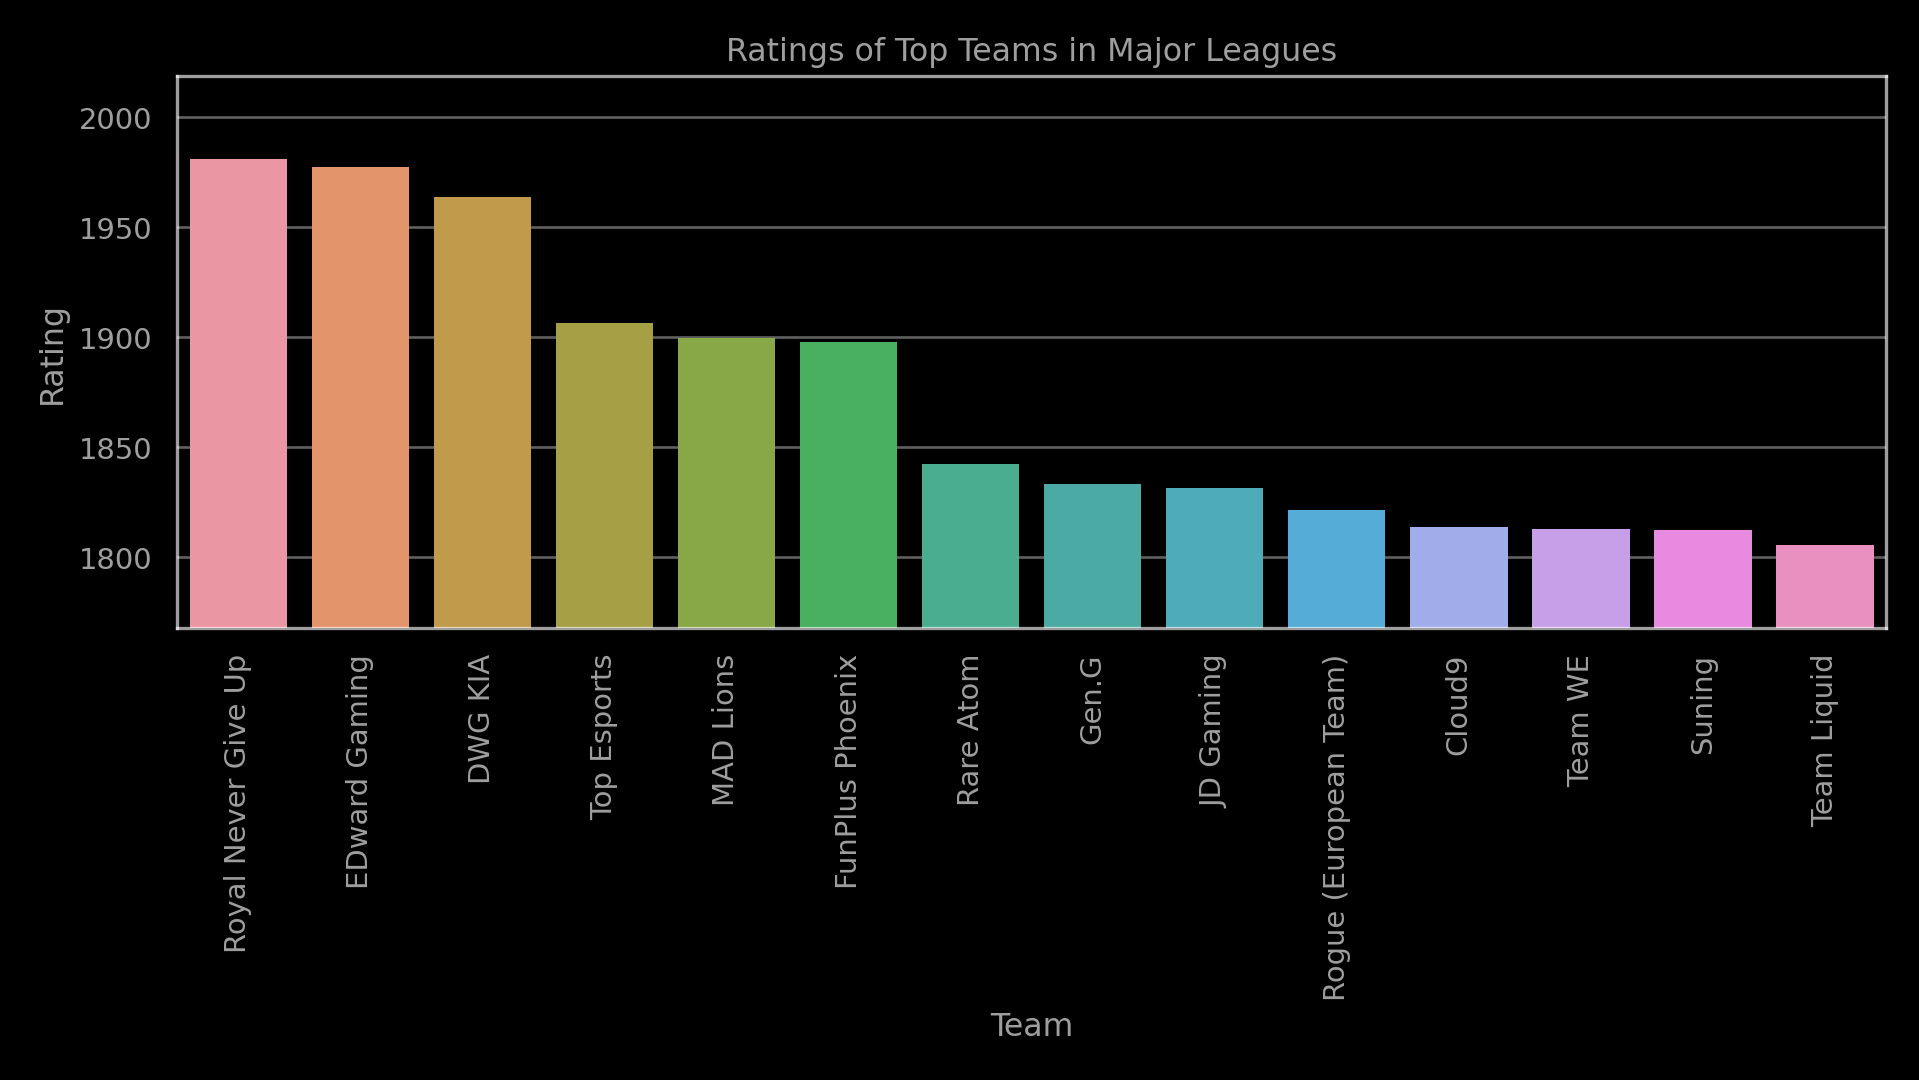 Ratings of Top Teams in Major Leagues
Rating
2000
1950
1900
1850
1800
Royal Never Give Up
EDward Gaming
DWG KIA
Top Esports
MAD Lions
FunPlus Phoenix
Rare Atom
Gen.G
JD Gaming
Rogue (European Team)
Cloud9
Team WE
Suning
Team Liquid
Team